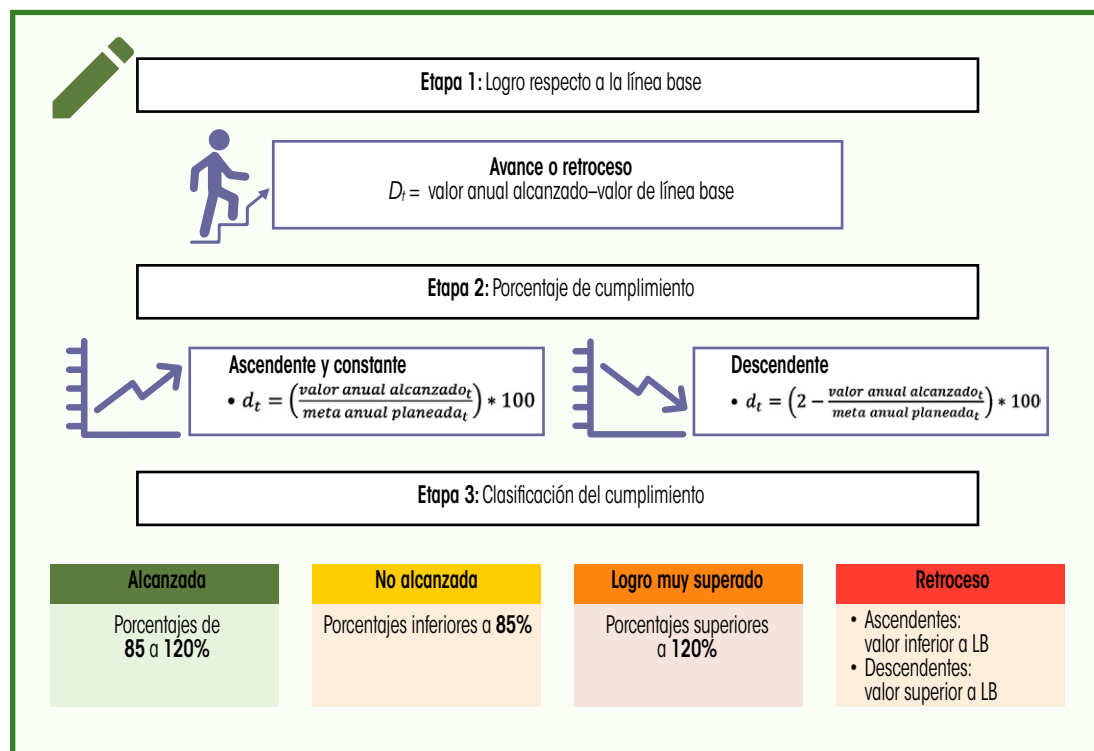 Etapa 1: Logro respecto a la línea base
Avance o retroceso
Dₜ = valor anual alcanzado–valor de línea base
Etapa 2: Porcentaje de cumplimiento
Ascendente y constante
• dₜ = (valor anual alcanzadoₜ / meta anual planeadaₜ) * 100
Descendente
• dₜ = (2 − valor anual alcanzadoₜ / meta anual planeadaₜ) * 100
Etapa 3: Clasificación del cumplimiento
Alcanzada
Porcentajes de
85 a 120%
No alcanzada
Porcentajes inferiores a 85%
Logro muy superado
Porcentajes superiores
a 120%
Retroceso
• Ascendentes:
valor inferior a LB
• Descendentes:
valor superior a LB